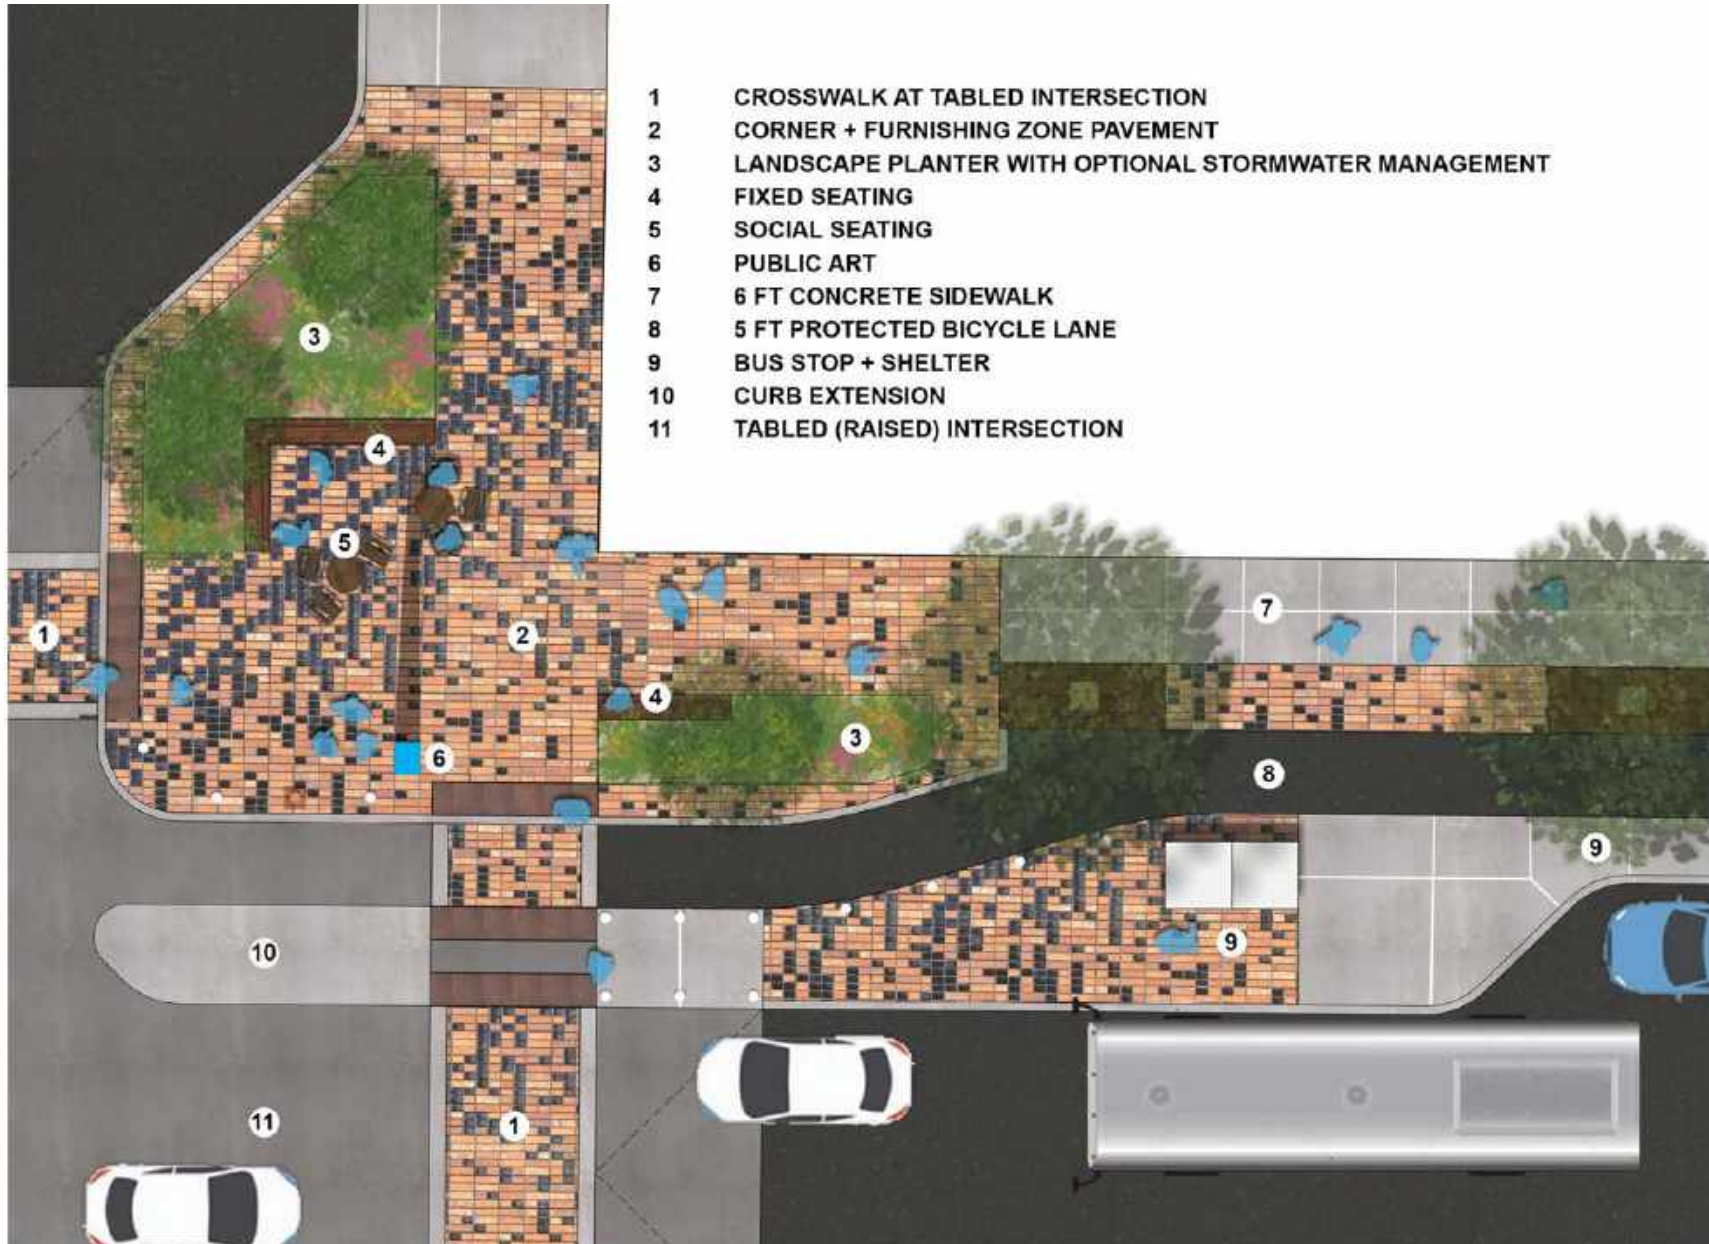 1 CROSSWALK AT TABLED INTERSECTION
2 CORNER + FURNISHING ZONE PAVEMENT
3 LANDSCAPE PLANTER WITH OPTIONAL STORMWATER MANAGEMENT
4 FIXED SEATING
5 SOCIAL SEATING
6 PUBLIC ART
7 6 FT CONCRETE SIDEWALK
8 5 FT PROTECTED BICYCLE LANE
9 BUS STOP + SHELTER
10 CURB EXTENSION
11 TABLED (RAISED) INTERSECTION
3
4
5
7
1
2
4
3
6
8
9
9
10
11
1